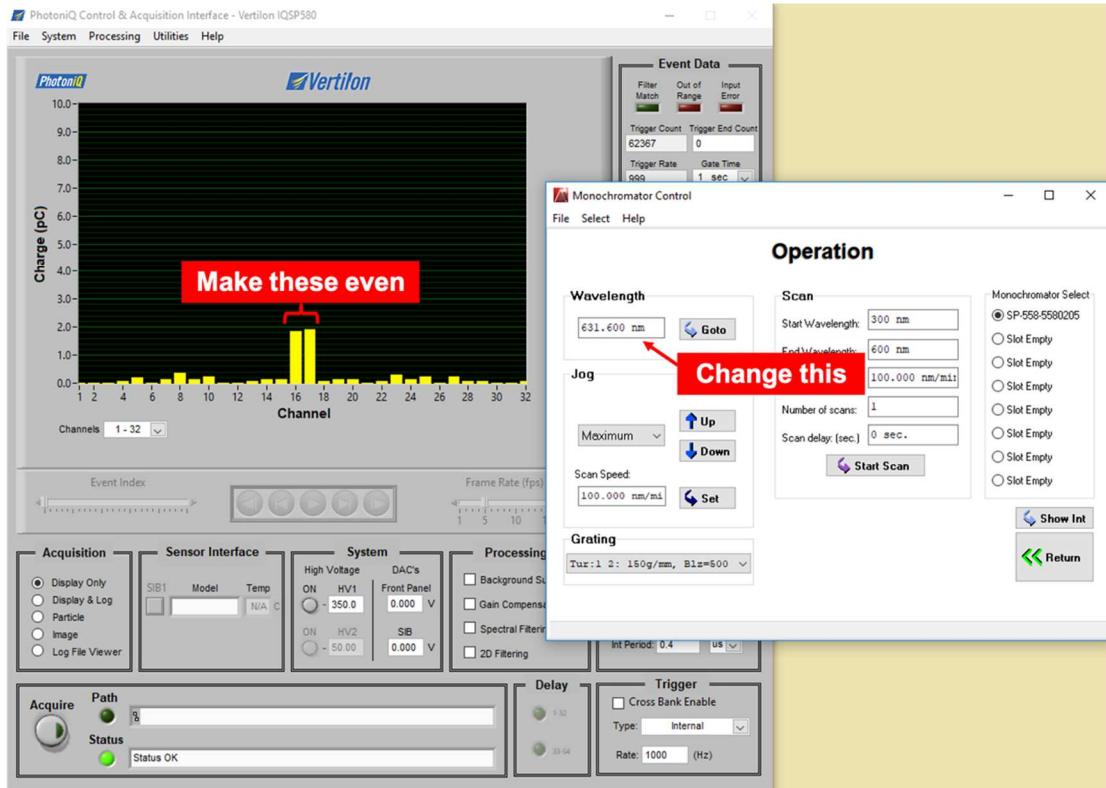 PhotoniQ Control & Acquisition Interface - Vertilon IQSP580
File System Processing Utilities Help
PhotoniQ
Vertilon
Event Data
Filter Match
Out of Range
Input Error
Trigger Count Trigger End Count
62367 0
Trigger Rate Gate Time
999 1 sec
10.0
9.0
8.0
7.0
6.0
5.0
4.0
3.0
2.0
1.0
0.0
Charge (pC)
Make these even
1 2 4 6 8 10 12 14 16 18 20 22 24 26 28 30 32
Channel
Channels 1 - 32
Event Index
Frame Rate (fps)
1 5 10
Monochromator Control
File Select Help
Operation
Wavelength
631.600 nm Goto
Change this
Jog
Maximum
Up
Down
Scan Speed:
100.000 nm/mi Set
Grating
Tur:1 2: 150g/mm, Blz=500
Scan
Start Wavelength: 300 nm
End Wavelength: 600 nm
100.000 nm/min
Number of scans: 1
Scan delay: (sec.) 0 sec.
Start Scan
Monochromator Select
SP-558-5580205
Slot Empty
Slot Empty
Slot Empty
Slot Empty
Slot Empty
Slot Empty
Slot Empty
Show Int
Return
Acquisition
Display Only
Display & Log
Particle
Image
Log File Viewer
Sensor Interface
SIB1 Model Temp
N/A C
System
High Voltage DAC's
ON HV1 Front Panel
- 350.0 0.000 V
ON HV2 SIB
- 50.00 0.000 V
Processing
Background Su
Gain Compensa
Spectral Filterin
2D Filtering
Int Period: 0.4 us
Acquire
Path
Status
Status OK
Delay
1-32
33-64
Trigger
Cross Bank Enable
Type: Internal
Rate: 1000 (Hz)